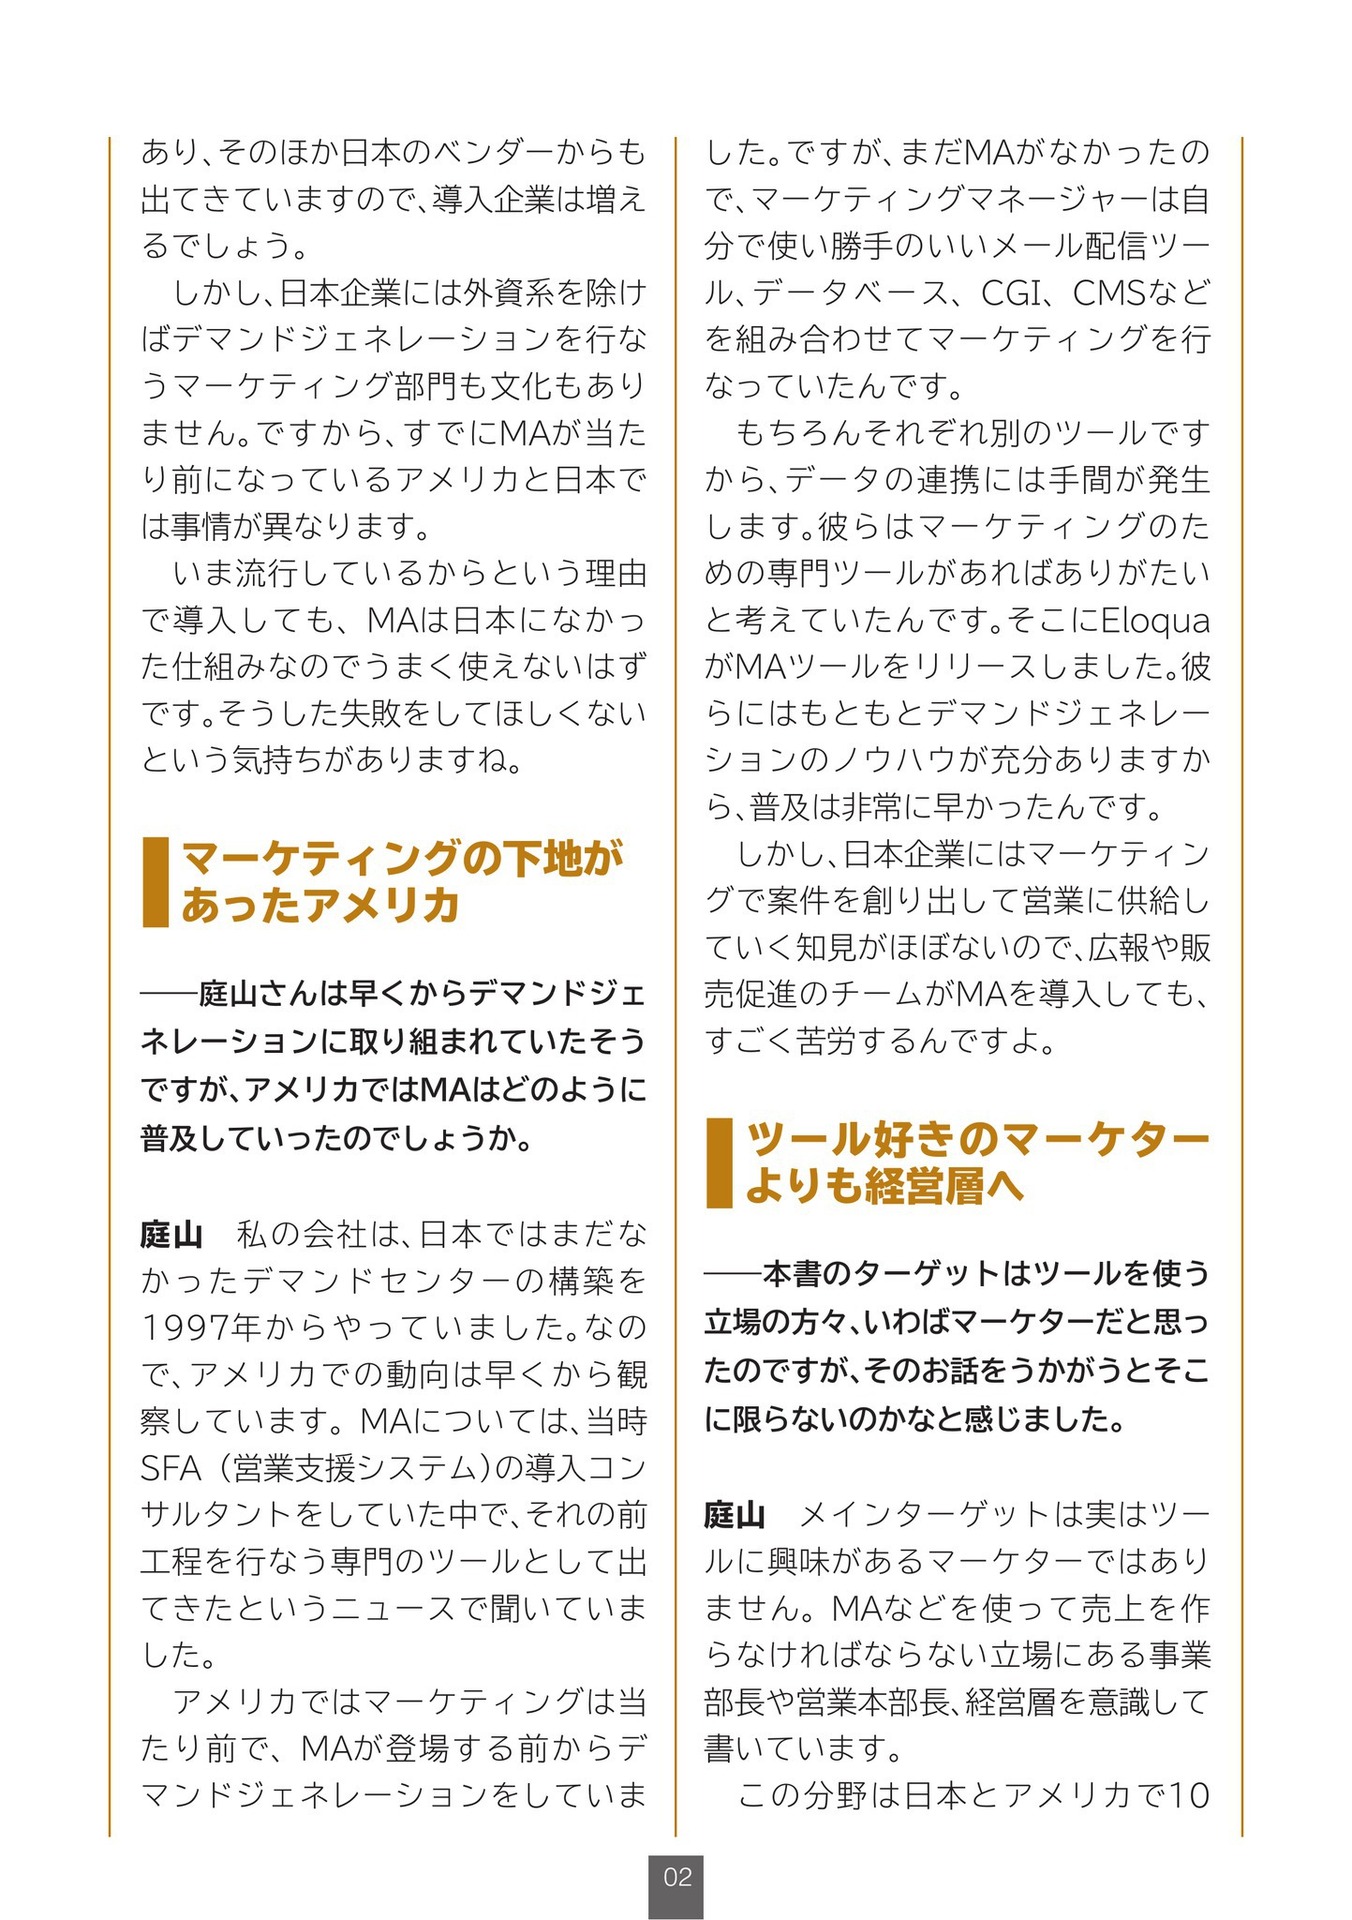 あり、そのほか日本のベンダーからも
出てきていますので、導入企業は増え
るでしょう。
　しかし、日本企業には外資系を除け
ばデマンドジェネレーションを行な
うマーケティング部門も文化もあり
ません。ですから、すでにMAが当た
り前になっているアメリカと日本で
は事情が異なります。
　いま流行しているからという理由
で導入しても、MAは日本になかっ
た仕組みなのでうまく使えないはず
です。そうした失敗をしてほしくない
という気持ちがありますね。
マーケティングの下地が
あったアメリカ
――庭山さんは早くからデマンドジェ
ネレーションに取り組まれていたそう
ですが、アメリカではMAはどのように
普及していったのでしょうか。
庭山　私の会社は、日本ではまだな
かったデマンドセンターの構築を
1997年からやっていました。なの
で、アメリカでの動向は早くから観
察しています。MAについては、当時
SFA（営業支援システム）の導入コン
サルタントをしていた中で、それの前
工程を行なう専門のツールとして出
てきたというニュースで聞いていま
した。
　アメリカではマーケティングは当
たり前で、MAが登場する前からデ
マンドジェネレーションをしていま
した。ですが、まだMAがなかったの
で、マーケティングマネージャーは自
分で使い勝手のいいメール配信ツー
ル、データベース、CGI、CMSなど
を組み合わせてマーケティングを行
なっていたんです。
　もちろんそれぞれ別のツールです
から、データの連携には手間が発生
します。彼らはマーケティングのた
めの専門ツールがあればありがたい
と考えていたんです。そこにEloqua
がMAツールをリリースしました。彼
らにはもともとデマンドジェネレー
ションのノウハウが充分ありますか
ら、普及は非常に早かったんです。
　しかし、日本企業にはマーケティン
グで案件を創り出して営業に供給し
ていく知見がほぼないので、広報や販
売促進のチームがMAを導入しても、
すごく苦労するんですよ。
ツール好きのマーケター
よりも経営層へ
――本書のターゲットはツールを使う
立場の方々、いわばマーケターだと思っ
たのですが、そのお話をうかがうとそこ
に限らないのかなと感じました。
庭山　メインターゲットは実はツー
ルに興味があるマーケターではあり
ません。MAなどを使って売上を作
らなければならない立場にある事業
部長や営業本部長、経営層を意識して
書いています。
　この分野は日本とアメリカで10
02